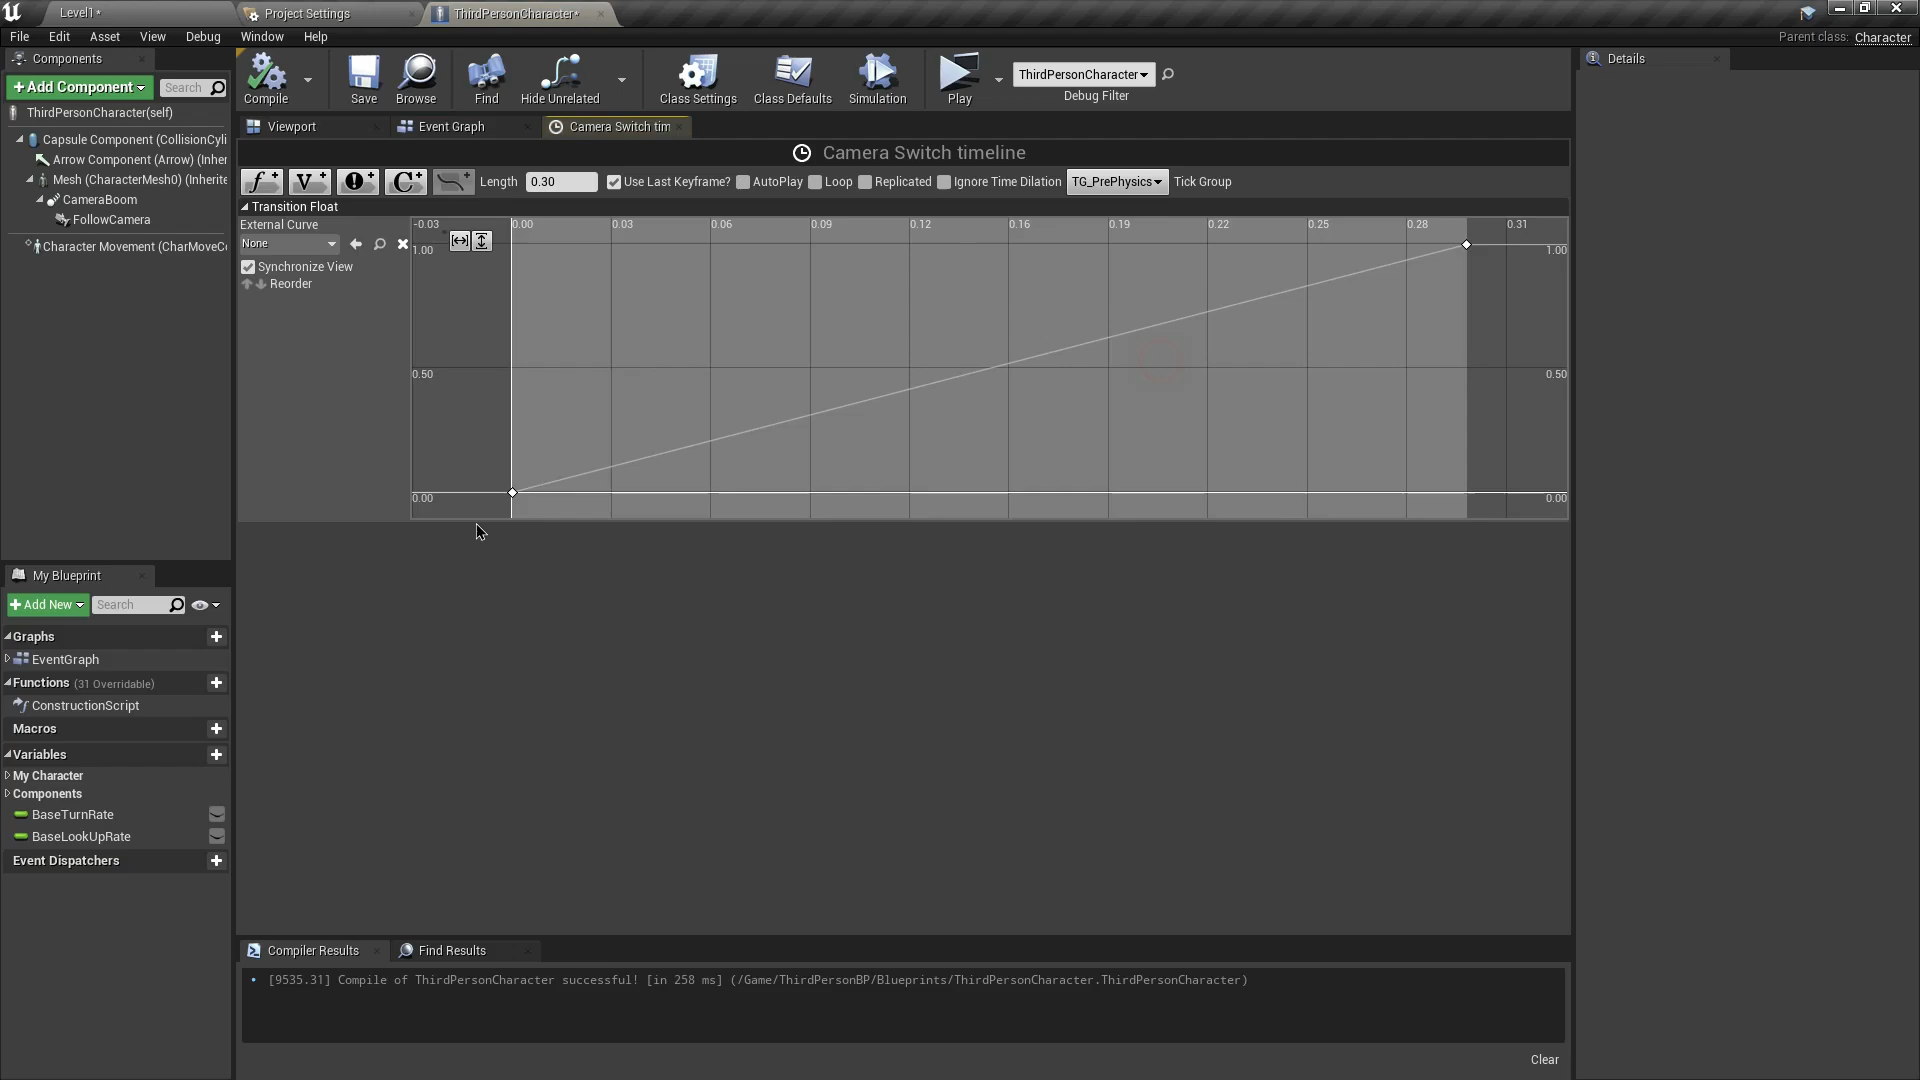 Level1*
Project Settings
ThirdPersonCharacter*
File Edit Asset View Debug Window Help
Parent class: Character
Components
+Add Component
Search
ThirdPersonCharacter(self)
Capsule Component (CollisionCyli
Arrow Component (Arrow) (Inher
Mesh (CharacterMesh0) (Inherite
CameraBoom
FollowCamera
Character Movement (CharMoveC
Compile
Save
Browse
Find
Hide Unrelated
Class Settings
Class Defaults
Simulation
Play
ThirdPersonCharacter
Debug Filter
Details
Viewport
Event Graph
Camera Switch tim
Camera Switch timeline
f+ V+ !+ C+
Length 0.30
Use Last Keyframe?
AutoPlay
Loop
Replicated
Ignore Time Dilation
TG_PrePhysics
Tick Group
Transition Float
External Curve
None
Synchronize View
Reorder
-0.03 0.00 0.03 0.06 0.09 0.12 0.16 0.19 0.22 0.25 0.28 0.31
1.00 1.00
0.50 0.50
0.00 0.00
My Blueprint
+Add New
Search
Graphs
EventGraph
Functions (31 Overridable)
ConstructionScript
Macros
Variables
My Character
Components
BaseTurnRate
BaseLookUpRate
Event Dispatchers
Compiler Results
Find Results
[9535.31] Compile of ThirdPersonCharacter successful! [in 258 ms] (/Game/ThirdPersonBP/Blueprints/ThirdPersonCharacter.ThirdPersonCharacter)
Clear